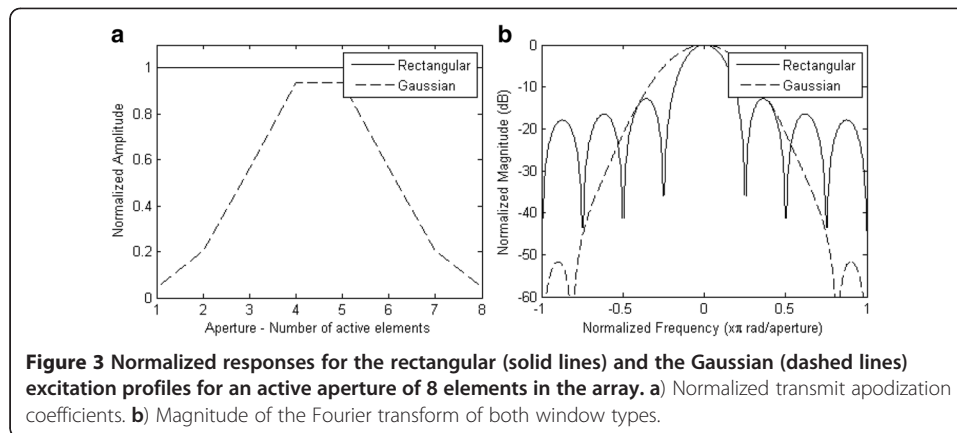 a
b
Rectangular
Gaussian
1
0.8
0.6
0.4
0.2
0
Normalized Amplitude
1 2 3 4 5 6 7 8
Aperture - Number of active elements
Rectangular
Gaussian
0
-10
-20
-30
-40
-50
-60
Normalized Magnitude (dB)
-1 -0.5 0 0.5 1
Normalized Frequency (xπ rad/aperture)
Figure 3 Normalized responses for the rectangular (solid lines) and the Gaussian (dashed lines)
excitation profiles for an active aperture of 8 elements in the array. a) Normalized transmit apodization
coefficients. b) Magnitude of the Fourier transform of both window types.